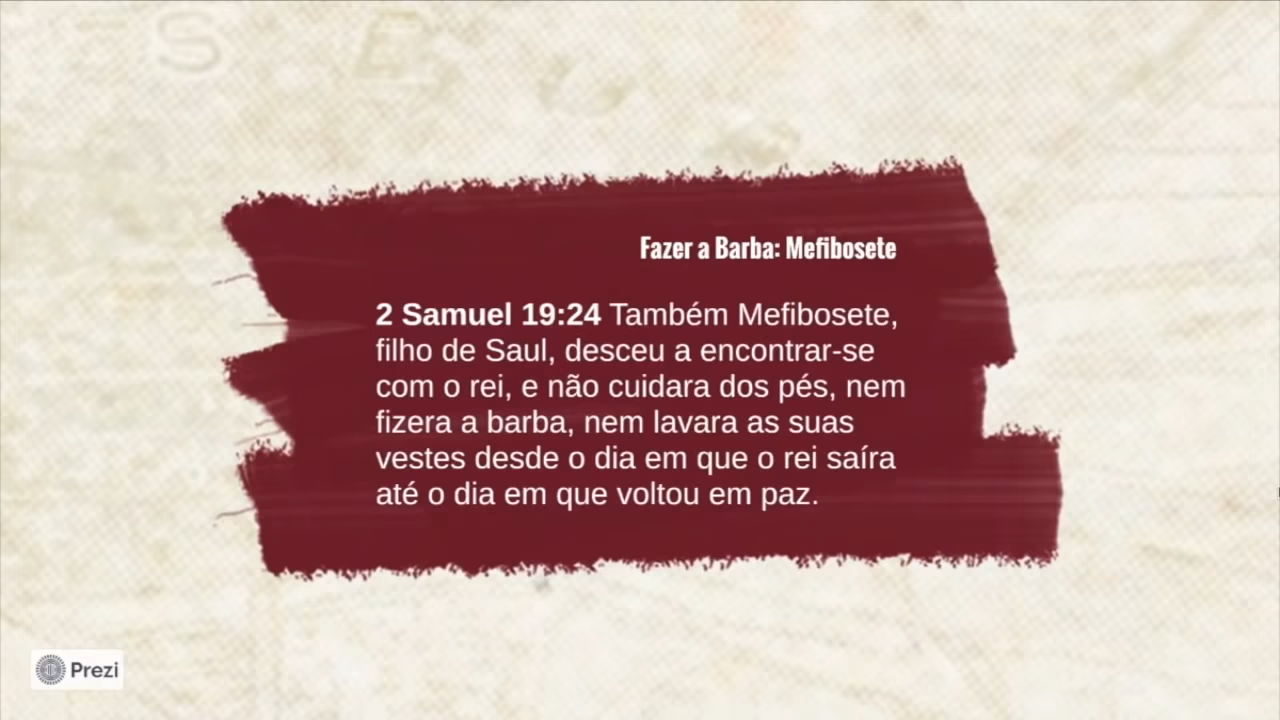 Fazer a Barba: Mefibosete
2 Samuel 19:24 Também Mefibosete,
filho de Saul, desceu a encontrar-se
com o rei, e não cuidara dos pés, nem
fizera a barba, nem lavara as suas
vestes desde o dia em que o rei saíra
até o dia em que voltou em paz.
Prezi